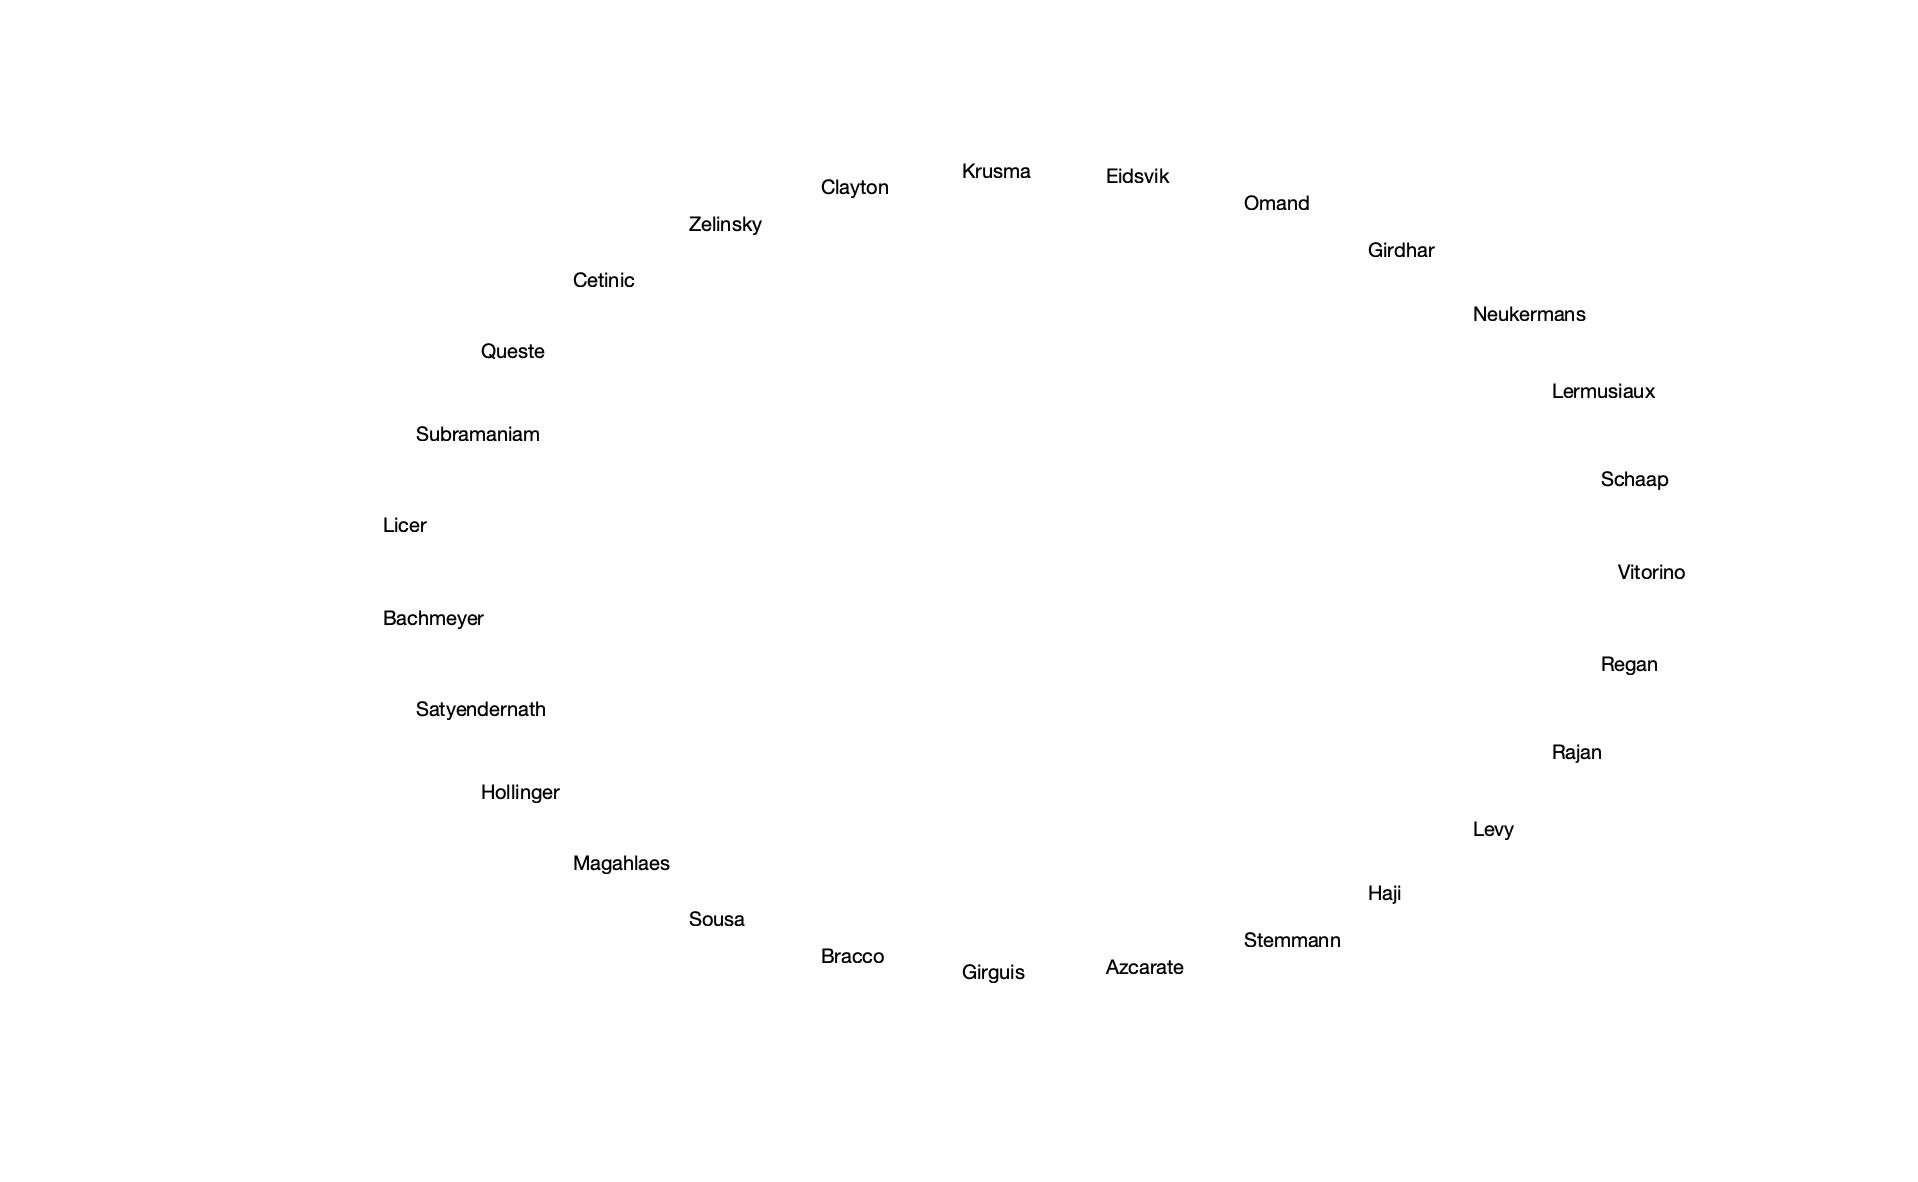 Krusma
Eidsvik
Clayton
Omand
Zelinsky
Girdhar
Cetinic
Neukermans
Queste
Lermusiaux
Subramaniam
Schaap
Licer
Vitorino
Bachmeyer
Regan
Satyendernath
Rajan
Hollinger
Levy
Magahlaes
Haji
Sousa
Stemmann
Bracco
Azcarate
Girguis